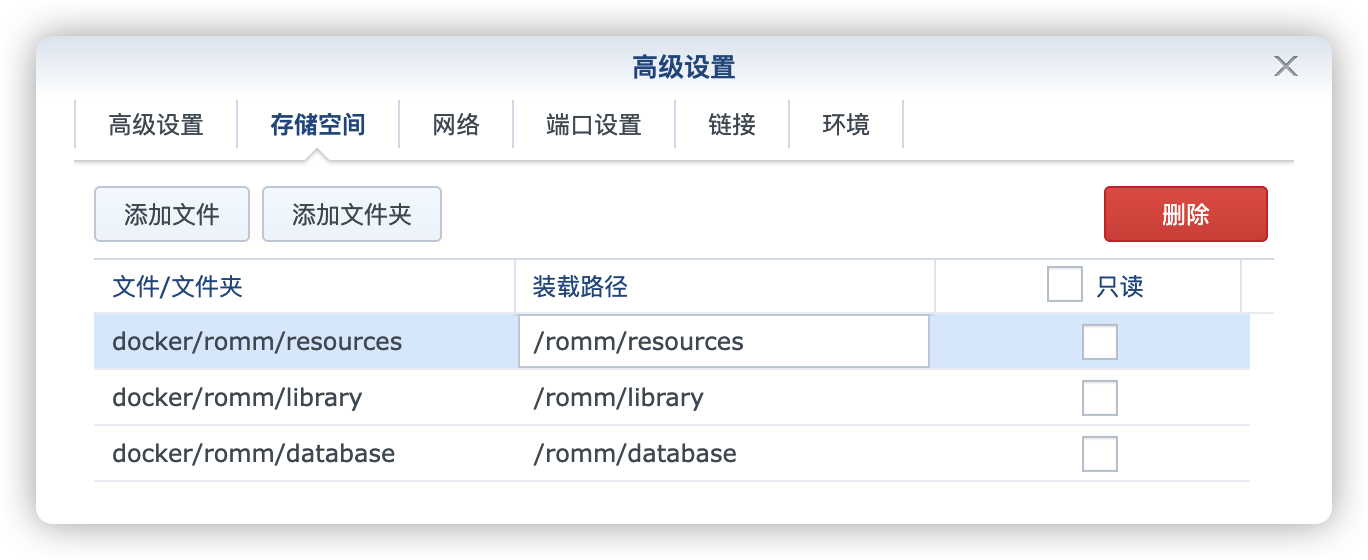 高级设置
高级设置 存储空间 网络 端口设置 链接 环境
添加文件 添加文件夹 删除
文件/文件夹 装载路径 只读
docker/romm/resources /romm/resources
docker/romm/library /romm/library
docker/romm/database /romm/database